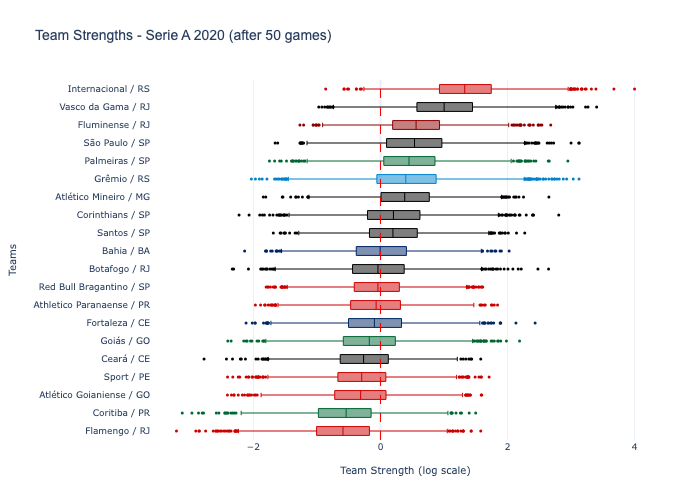 Team Strengths - Serie A 2020 (after 50 games)
Internacional / RS
Vasco da Gama / RJ
Fluminense / RJ
São Paulo / SP
Palmeiras / SP
Grêmio / RS
Atlético Mineiro / MG
Corinthians / SP
Santos / SP
Bahia / BA
Botafogo / RJ
Red Bull Bragantino / SP
Athletico Paranaense / PR
Fortaleza / CE
Goiás / GO
Ceará / CE
Sport / PE
Atlético Goianiense / GO
Coritiba / PR
Flamengo / RJ
Teams
−2 0 2 4
Team Strength (log scale)